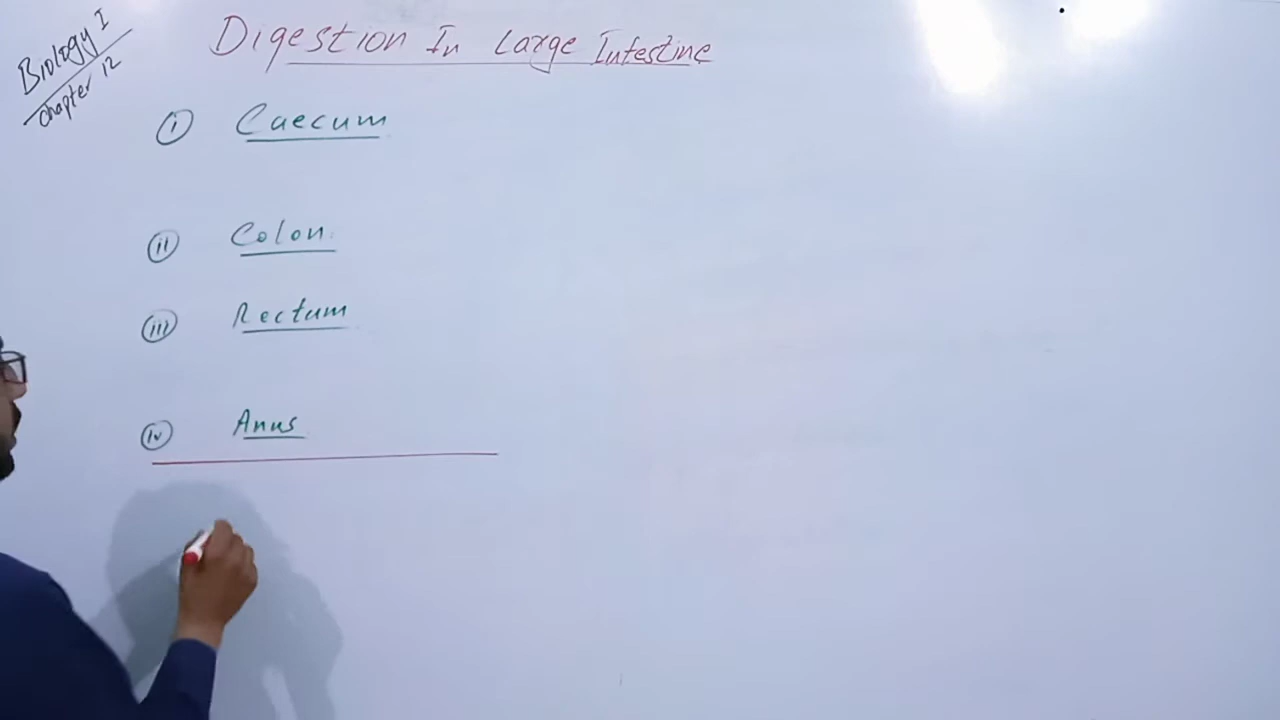 Biology I
chapter 12
Digestion In Large Intestine
i Caecum
ii Colon
iii Rectum
iv Anus